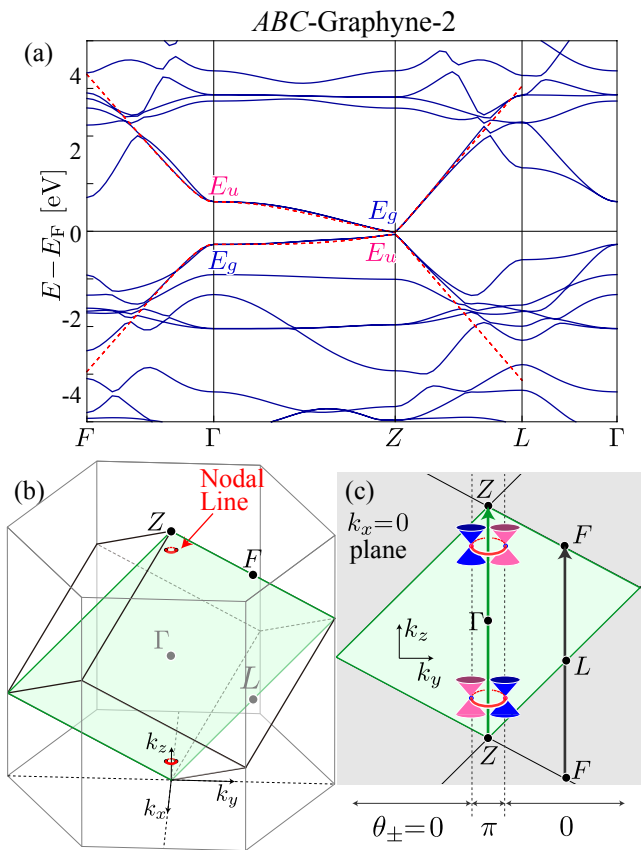 ABC-Graphyne-2
(a)
E − E_F [eV]
4
2
0
-2
-4
E_u
E_g
E_g
E_u
F Γ Z L Γ
(b)
Nodal
Line
Z
F
Γ
L
k_z
k_y
k_x
(c)
Z
k_x=0
plane
F
Γ
k_z
k_y
L
Z
F
θ_±=0 π 0